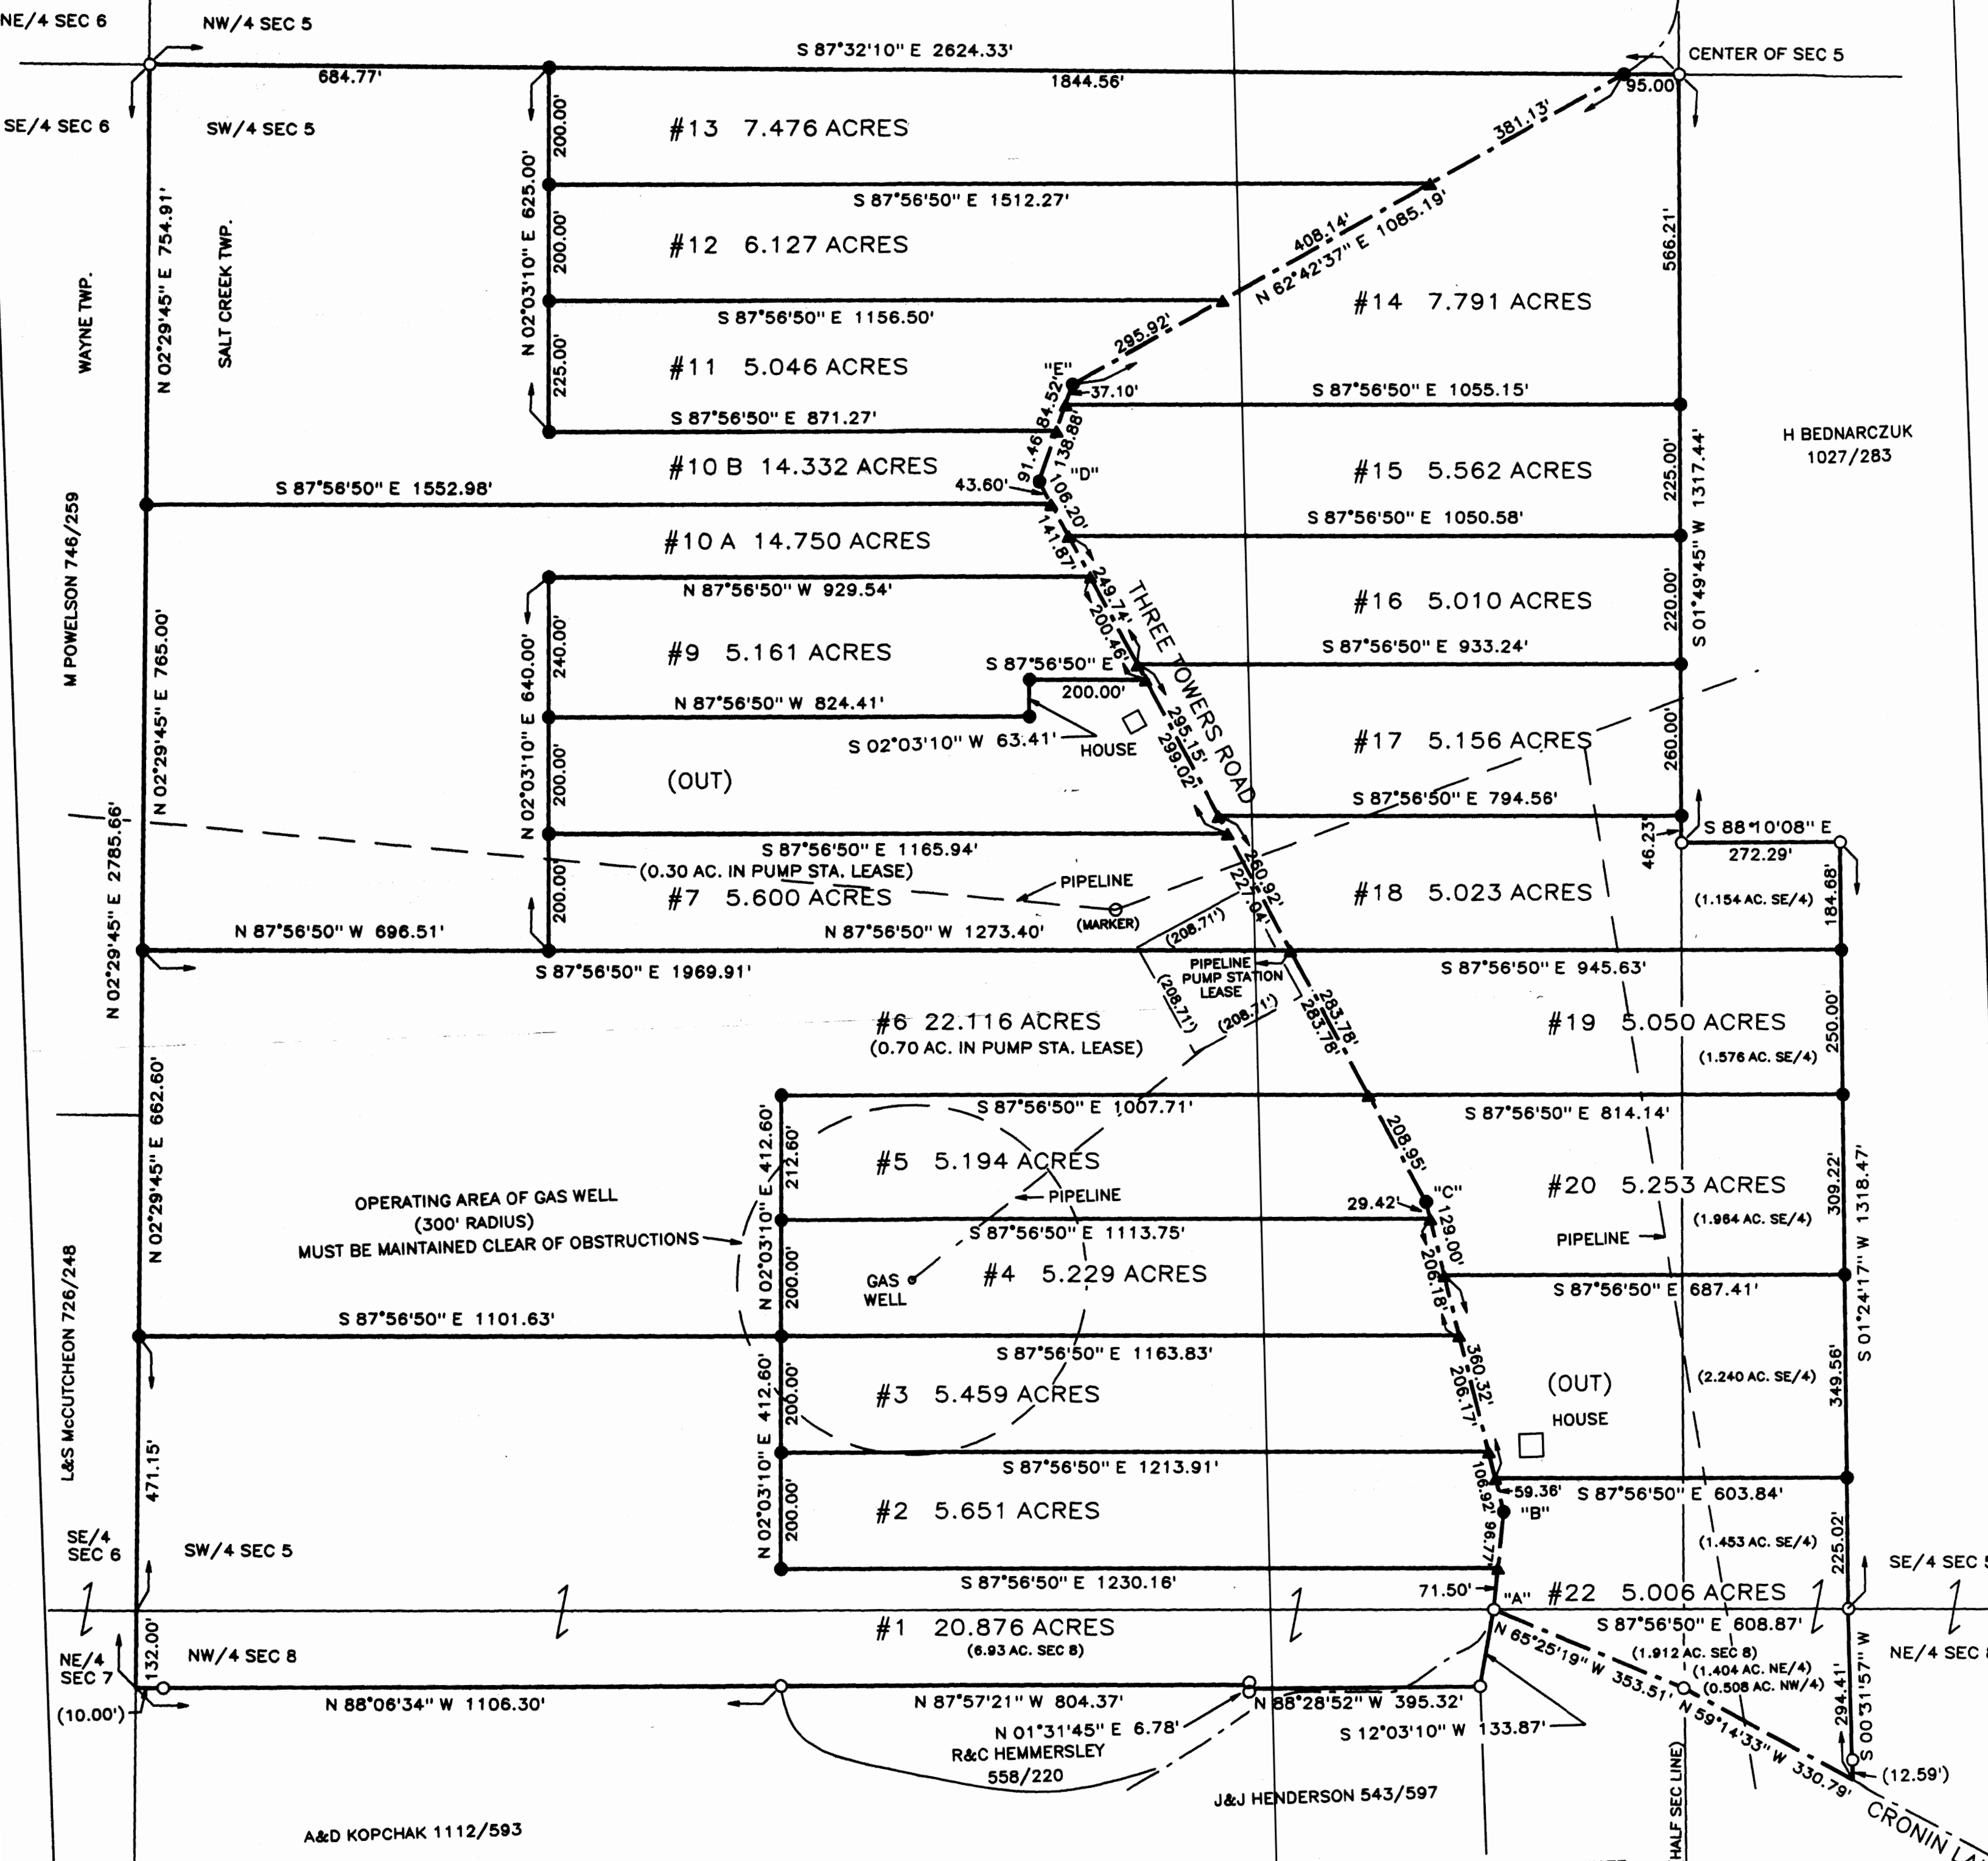 NE/4 SEC 6
NW/4 SEC 5
S 87°32'10" E 2624.33'
684.77'
1844.56'
CENTER OF SEC 5
95.00'
SE/4 SEC 6
SW/4 SEC 5
200.00'
#13 7.476 ACRES
381.13'
S 87°56'50" E 1512.27'
N 02°29'45" E 754.91'
WAYNE TWP.
SALT CREEK TWP.
N 02°03'10" E 625.00'
200.00'
#12 6.127 ACRES
408.14'
N 62°42'37" E 1085.19'
566.21'
#14 7.791 ACRES
S 87°56'50" E 1156.50'
225.00'
#11 5.046 ACRES
295.92'
"E"
37.10'
84.52'
138.88'
91.46'
S 87°56'50" E 1055.15'
S 87°56'50" E 871.27'
H BEDNARCZUK
1027/283
#10 B 14.332 ACRES
"D"
43.60'
106.20'
#15 5.562 ACRES
225.00'
S 01°49'45" W 1317.44'
M POWELSON 746/259
S 87°56'50" E 1552.98'
S 87°56'50" E 1050.58'
#10 A 14.750 ACRES
141.87'
N 87°56'50" W 929.54'
249.74'
200.46'
THREE TOWERS ROAD
#16 5.010 ACRES
220.00'
N 02°29'45" E 765.00'
N 02°03'10" E 640.00'
240.00'
#9 5.161 ACRES
S 87°56'50" E
200.00'
S 87°56'50" E 933.24'
N 87°56'50" W 824.41'
S 02°03'10" W 63.41'
HOUSE
295.15'
299.02'
#17 5.156 ACRES
260.00'
(OUT)
200.00'
S 87°56'50" E 794.56'
N 02°29'45" E 2785.66'
S 87°56'50" E 1165.94'
46.23'
S 88°10'08" E
272.29'
(0.30 AC. IN PUMP STA. LEASE)
PIPELINE
200.00'
#7 5.600 ACRES
(MARKER)
260.92'
227.04'
#18 5.023 ACRES
(1.154 AC. SE/4)
184.68'
N 87°56'50" W 696.51'
N 87°56'50" W 1273.40'
(208.71')
S 87°56'50" E 1969.91'
S 87°56'50" E 945.63'
PIPELINE
PUMP STATION
LEASE
(208.71')
(208.71')
283.78'
283.78'
#6 22.116 ACRES
(0.70 AC. IN PUMP STA. LEASE)
#19 5.050 ACRES
(1.576 AC. SE/4)
250.00'
N 02°29'45" E 662.60'
S 87°56'50" E 1007.71'
S 87°56'50" E 814.14'
N 02°03'10" E 412.60'
212.60'
#5 5.194 ACRES
208.95'
PIPELINE
"C"
29.42'
129.00'
#20 5.253 ACRES
(1.964 AC. SE/4)
309.22'
S 01°24'17" W 1318.47'
OPERATING AREA OF GAS WELL
(300' RADIUS)
MUST BE MAINTAINED CLEAR OF OBSTRUCTIONS
S 87°56'50" E 1113.75'
PIPELINE
GAS
WELL
200.00'
#4 5.229 ACRES
206.18'
S 87°56'50" E 687.41'
L&S McCUTCHEON 726/248
S 87°56'50" E 1101.63'
S 87°56'50" E 1163.83'
N 02°03'10" E 412.60'
200.00'
#3 5.459 ACRES
360.32'
206.17'
(OUT)
HOUSE
(2.240 AC. SE/4)
349.56'
471.15'
S 87°56'50" E 1213.91'
59.36'
S 87°56'50" E 603.84'
200.00'
#2 5.651 ACRES
106.92'
"B"
96.77'
(1.453 AC. SE/4)
225.02'
SE/4
SEC 6
SW/4 SEC 5
SE/4 SEC 5
S 87°56'50" E 1230.16'
71.50'
"A"
#22 5.006 ACRES
S 87°56'50" E 608.87'
#1 20.876 ACRES
(6.93 AC. SEC 8)
132.00'
NE/4
SEC 7
NW/4 SEC 8
NE/4 SEC 8
(1.912 AC. SEC 8)
(1.404 AC. NE/4)
(0.508 AC. NW/4)
N 65°25'19" W 353.51'
294.41'
S 00°31'57" W
(10.00')
N 88°06'34" W 1106.30'
N 87°57'21" W 804.37'
N 88°28'52" W 395.32'
N 59°14'33" W 330.79'
N 01°31'45" E 6.78'
S 12°03'10" W 133.87'
R&C HEMMERSLEY
558/220
(12.59')
J&J HENDERSON 543/597
HALF SEC LINE)
CRONIN LA
A&D KOPCHAK 1112/593